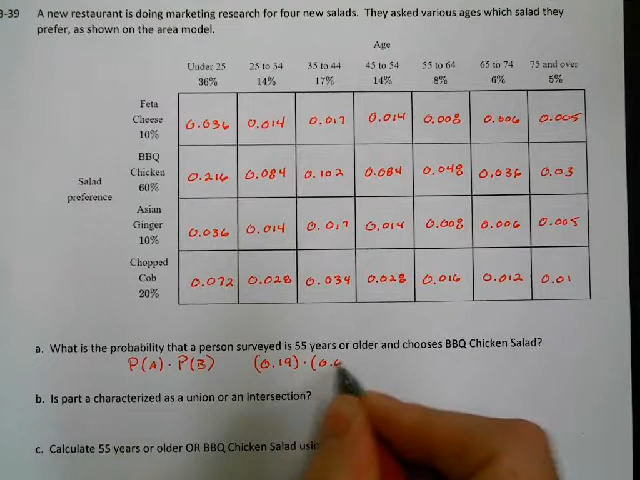 3-39 A new restaurant is doing marketing research for four new salads. They asked various ages which salad they
prefer, as shown on the area model.
Age
Under 25 25 to 34 35 to 44 45 to 54 55 to 64 65 to 74 75 and over
36% 14% 17% 14% 8% 6% 5%
Feta
Cheese
10%
0.036 0.014 0.017 0.014 0.008 0.006 0.005
BBQ
Chicken
60%
0.216 0.084 0.102 0.084 0.048 0.036 0.03
Salad
preference
Asian
Ginger
10%
0.036 0.014 0.017 0.014 0.008 0.006 0.005
Chopped
Cob
20%
0.072 0.028 0.034 0.028 0.016 0.012 0.01
a. What is the probability that a person surveyed is 55 years or older and chooses BBQ Chicken Salad?
P(A) · P(B) (0.19) · (0.6
b. Is part a characterized as a union or an intersection?
c. Calculate 55 years or older OR BBQ Chicken Salad